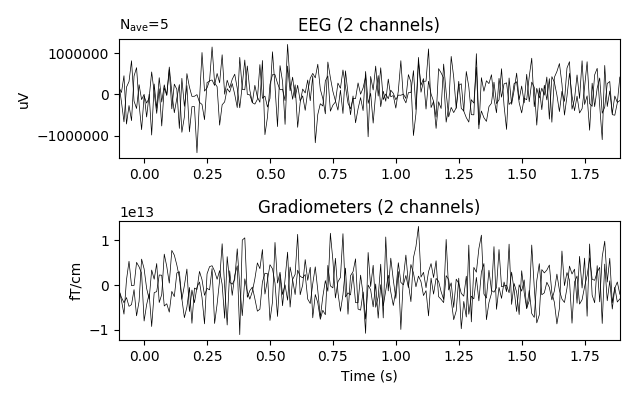 N_ave=5
EEG (2 channels)
1000000
0
−1000000
uV
0.00 0.25 0.50 0.75 1.00 1.25 1.50 1.75
1e13
Gradiometers (2 channels)
1
0
−1
fT/cm
0.00 0.25 0.50 0.75 1.00 1.25 1.50 1.75
Time (s)